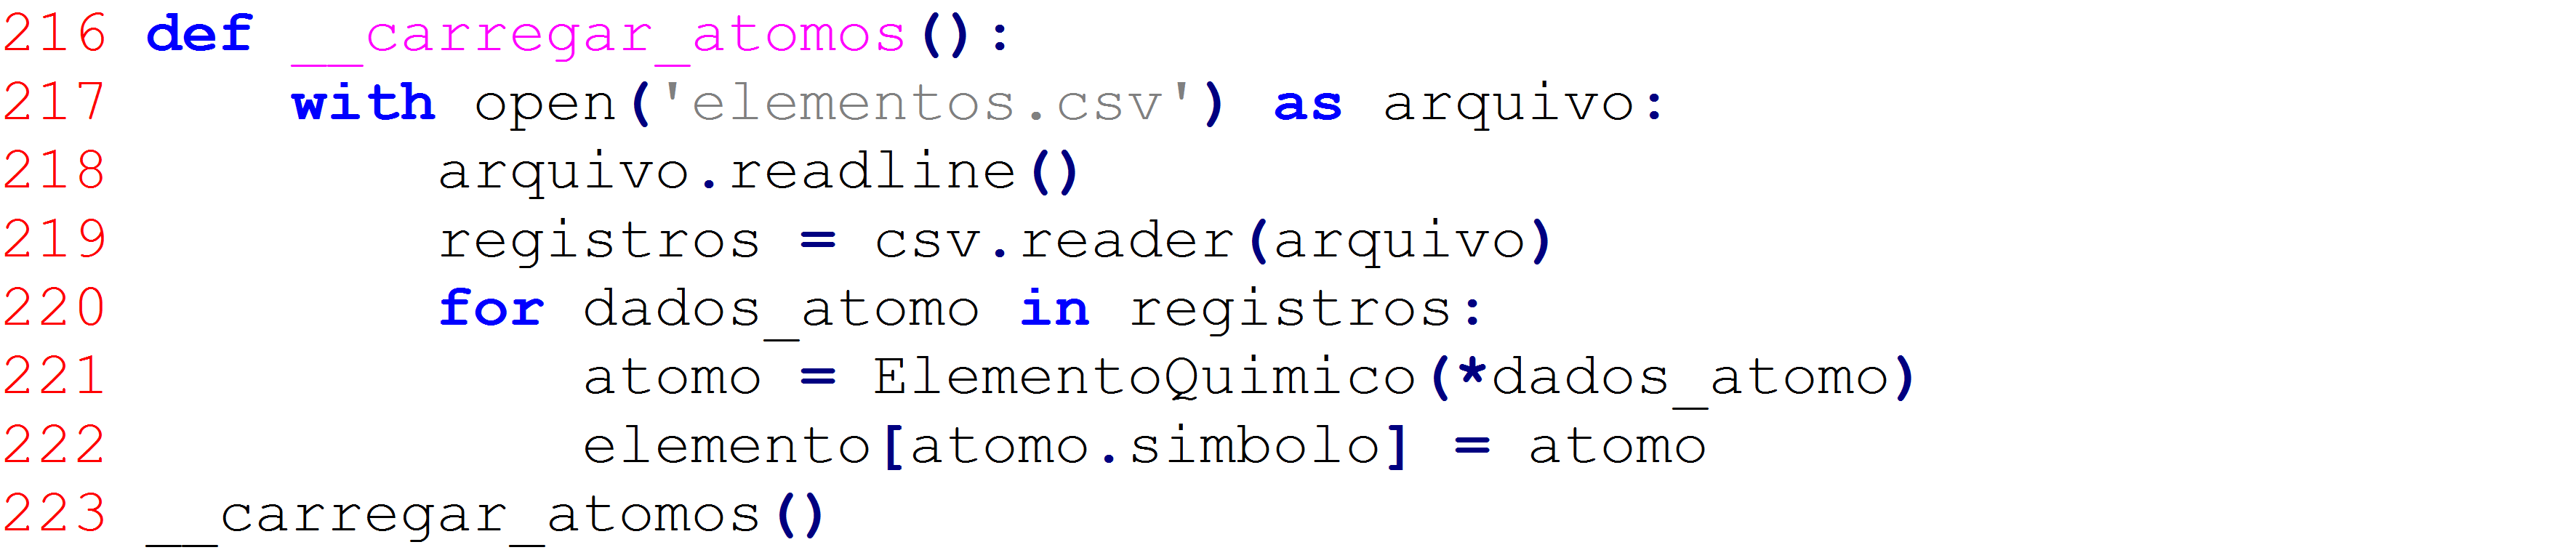 216 def __carregar_atomos():
217     with open('elementos.csv') as arquivo:
218         arquivo.readline()
219         registros = csv.reader(arquivo)
220         for dados_atomo in registros:
221             atomo = ElementoQuimico(*dados_atomo)
222             elemento[atomo.simbolo] = atomo
223 __carregar_atomos()